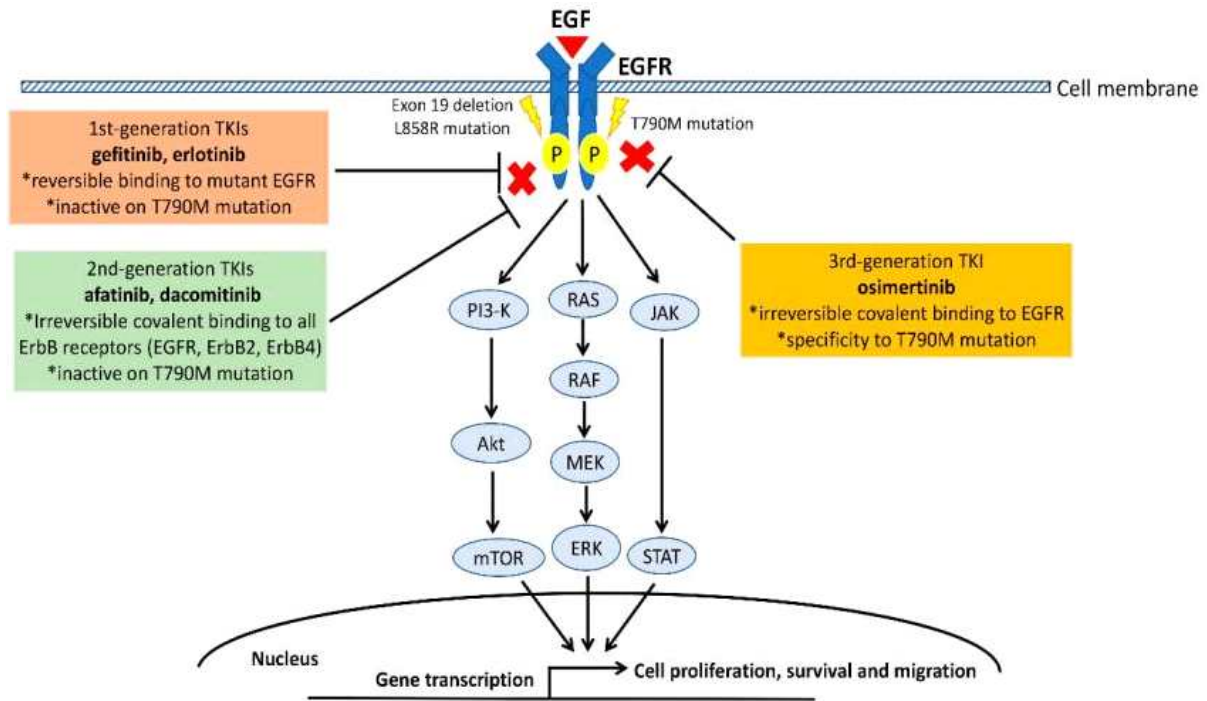 EGF
EGFR
Cell membrane
Exon 19 deletion
L858R mutation
T790M mutation
P
P
1st-generation TKIs
gefitinib, erlotinib
*reversible binding to mutant EGFR
*inactive on T790M mutation
2nd-generation TKIs
afatinib, dacomitinib
*Irreversible covalent binding to all
ErbB receptors (EGFR, ErbB2, ErbB4)
*inactive on T790M mutation
3rd-generation TKI
osimertinib
*irreversible covalent binding to EGFR
*specificity to T790M mutation
PI3-K
RAS
JAK
RAF
Akt
MEK
mTOR
ERK
STAT
Nucleus
Gene transcription
Cell proliferation, survival and migration